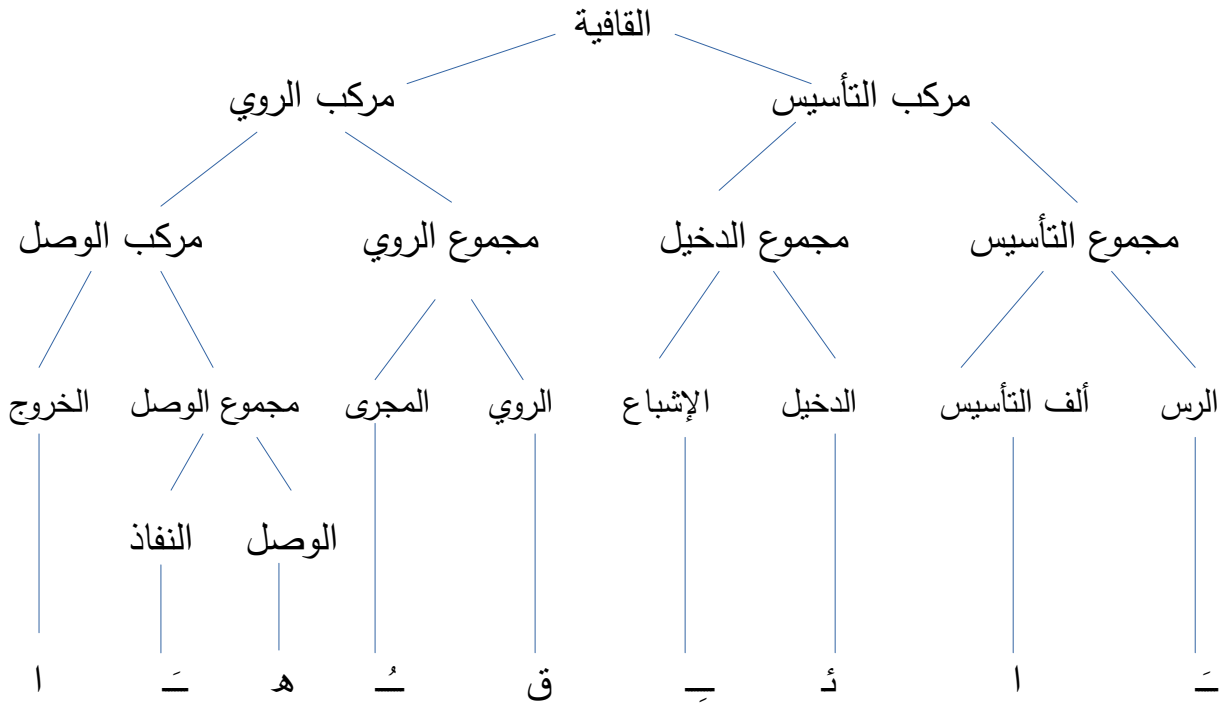 القافية
مركب التأسيس مركب الروي
مجموع التأسيس مجموع الدخيل مجموع الروي مركب الوصل
الرس ألف التأسيس الدخيل الإشباع الروي المجرى مجموع الوصل الخروج
الوصل النفاذ
ـَ ا ئـ ـِ ق ـُ ه ـَ ا